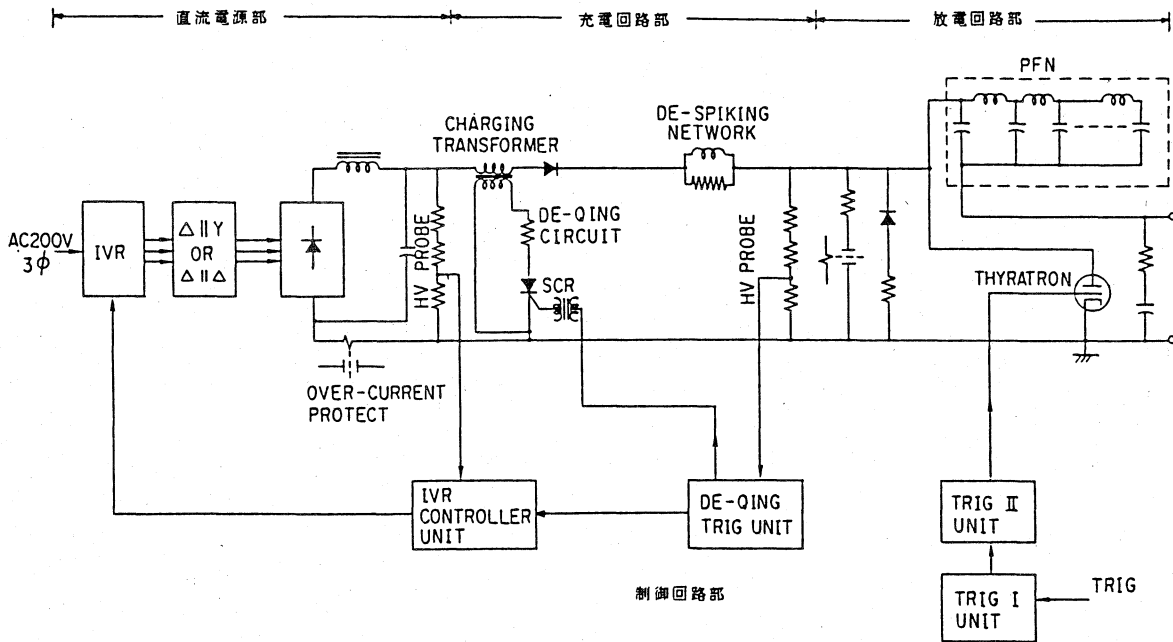 直流電源部
充電回路部
放電回路部
PFN
CHARGING
TRANSFORMER
DE-SPIKING
NETWORK
AC200V
3φ
IVR
△ǁY
OR
△ǁ△
HV PROBE
DE-QING
CIRCUIT
SCR
HV PROBE
THYRATRON
OVER-CURRENT
PROTECT
IVR
CONTROLLER
UNIT
DE-QING
TRIG UNIT
TRIG II
UNIT
制御回路部
TRIG I
UNIT
TRIG